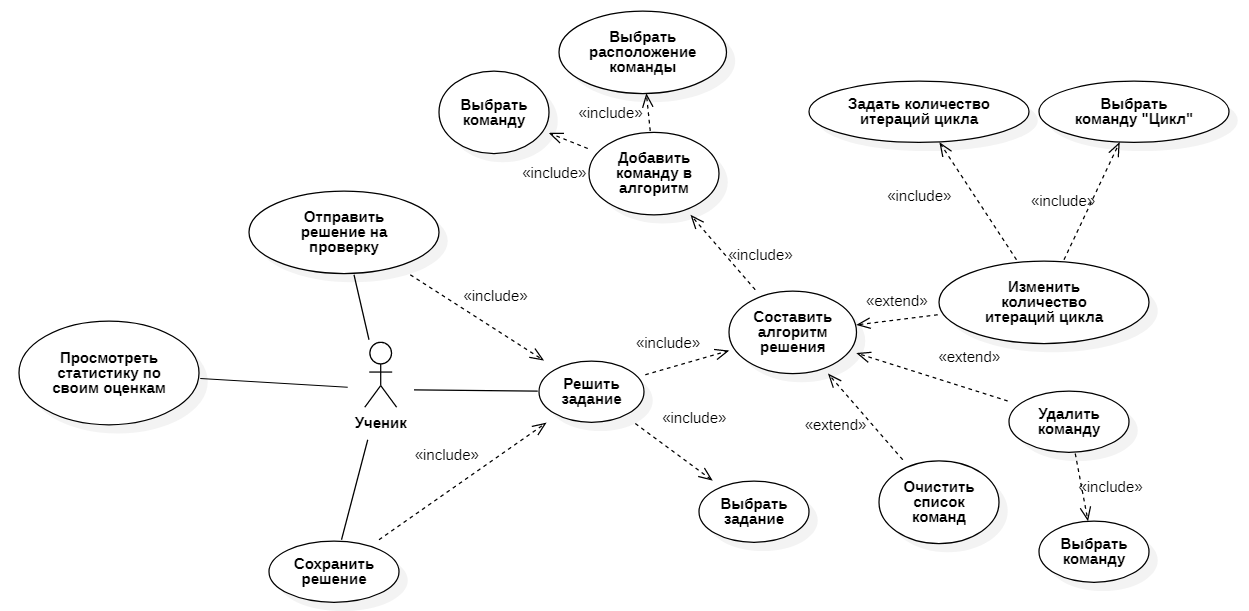 Выбрать
расположение
команды
Выбрать
команду
«include»
«include»
Добавить
команду в
алгоритм
Задать количество
итераций цикла
Выбрать
команду "Цикл"
«include»
«include»
Отправить
решение на
проверку
«include»
«include»
Изменить
количество
итераций цикла
«extend»
Составить
алгоритм
решения
«include»
«extend»
Просмотреть
статистику по
своим оценкам
Ученик
Решить
задание
«include»
«include»
«extend»
Удалить
команду
«include»
Сохранить
решение
Выбрать
задание
Очистить
список
команд
«include»
Выбрать
команду